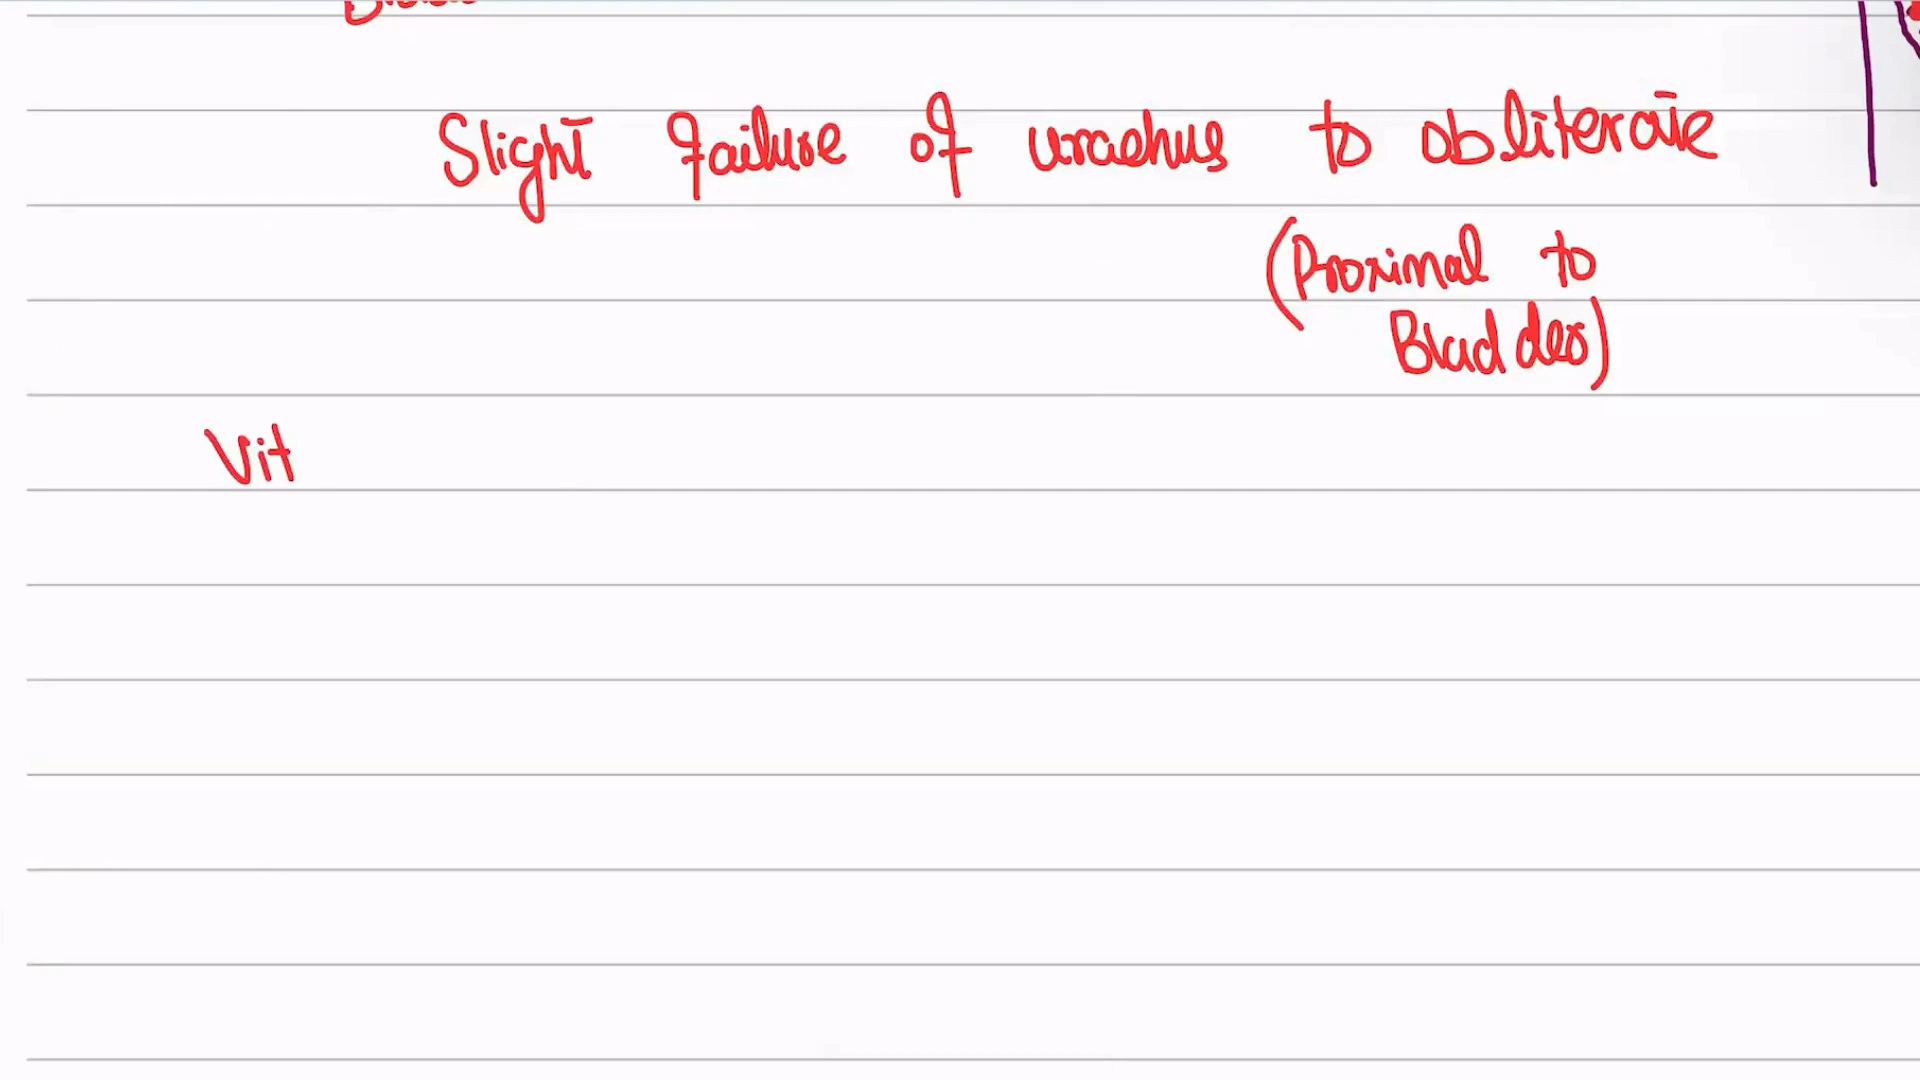 Slight failure of urachus to obliterate
(Proximal to
Bladder)
Vit